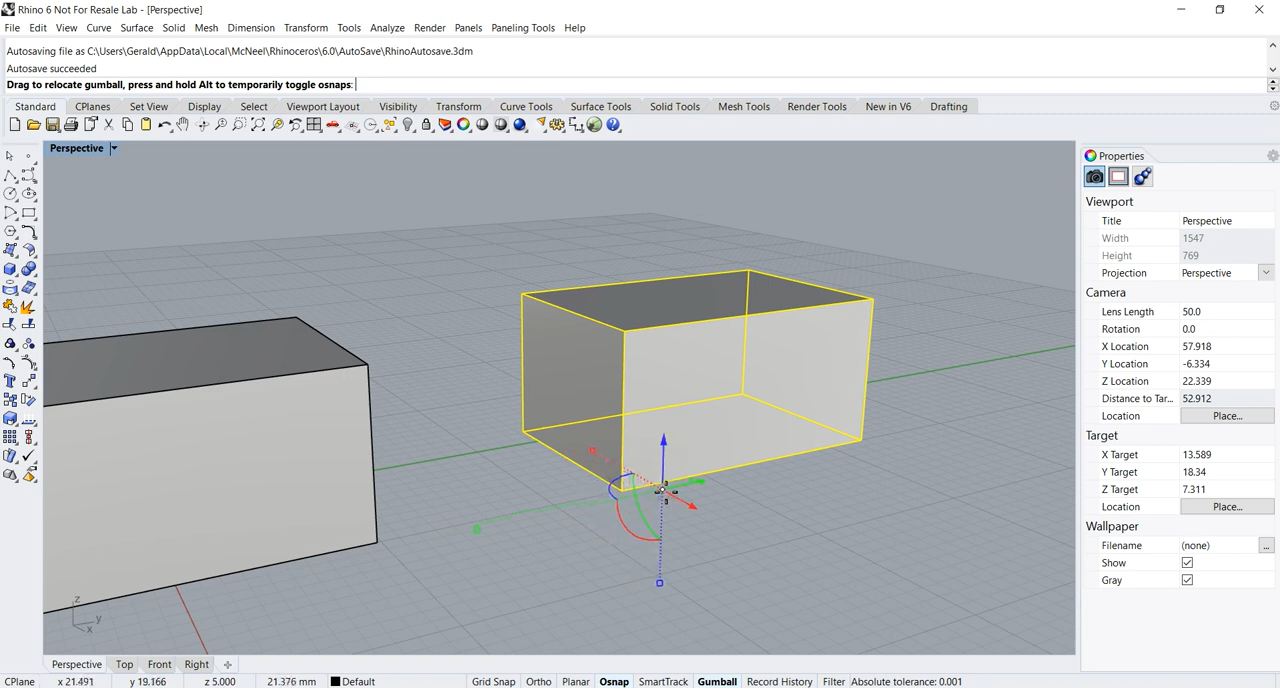 Rhino 6 Not For Resale Lab - [Perspective]
File Edit View Curve Surface Solid Mesh Dimension Transform Tools Analyze Render Panels Paneling Tools Help
Autosaving file as C:\Users\Gerald\AppData\Local\McNeel\Rhinoceros\6.0\AutoSave\RhinoAutosave.3dm
Autosave succeeded
Drag to relocate gumball, press and hold Alt to temporarily toggle osnaps:
Standard CPlanes Set View Display Select Viewport Layout Visibility Transform Curve Tools Surface Tools Solid Tools Mesh Tools Render Tools New in V6 Drafting
Perspective
Properties
Viewport
Title Perspective
Width 1547
Height 769
Projection Perspective
Camera
Lens Length 50.0
Rotation 0.0
X Location 57.918
Y Location -6.334
Z Location 22.339
Distance to Tar... 52.912
Location Place...
Target
X Target 13.589
Y Target 18.34
Z Target 7.311
Location Place...
Wallpaper
Filename (none) ...
Show
Gray
z
y
x
Perspective Top Front Right
CPlane x 21.491 y 19.166 z 5.000 21.376 mm Default Grid Snap Ortho Planar Osnap SmartTrack Gumball Record History Filter Absolute tolerance: 0.001